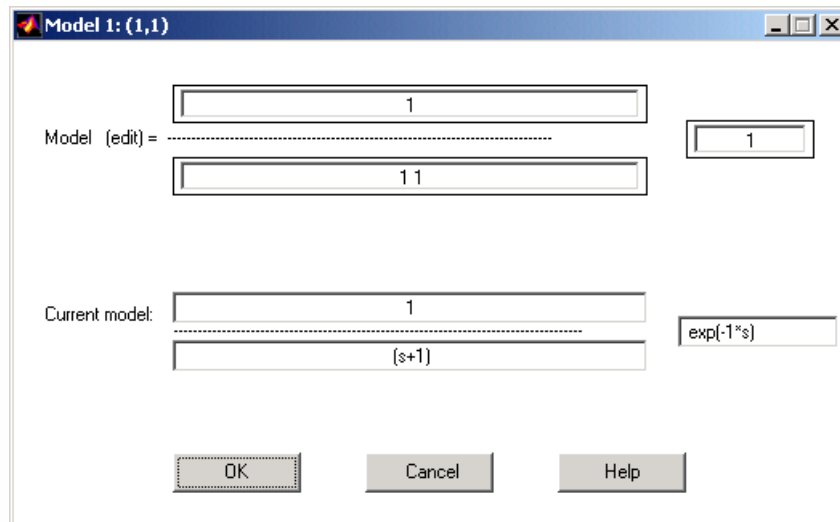 Model 1: (1,1)
1
Model (edit) =
1
1 1
Current model:
1
exp(-1*s)
(s+1)
OK Cancel Help